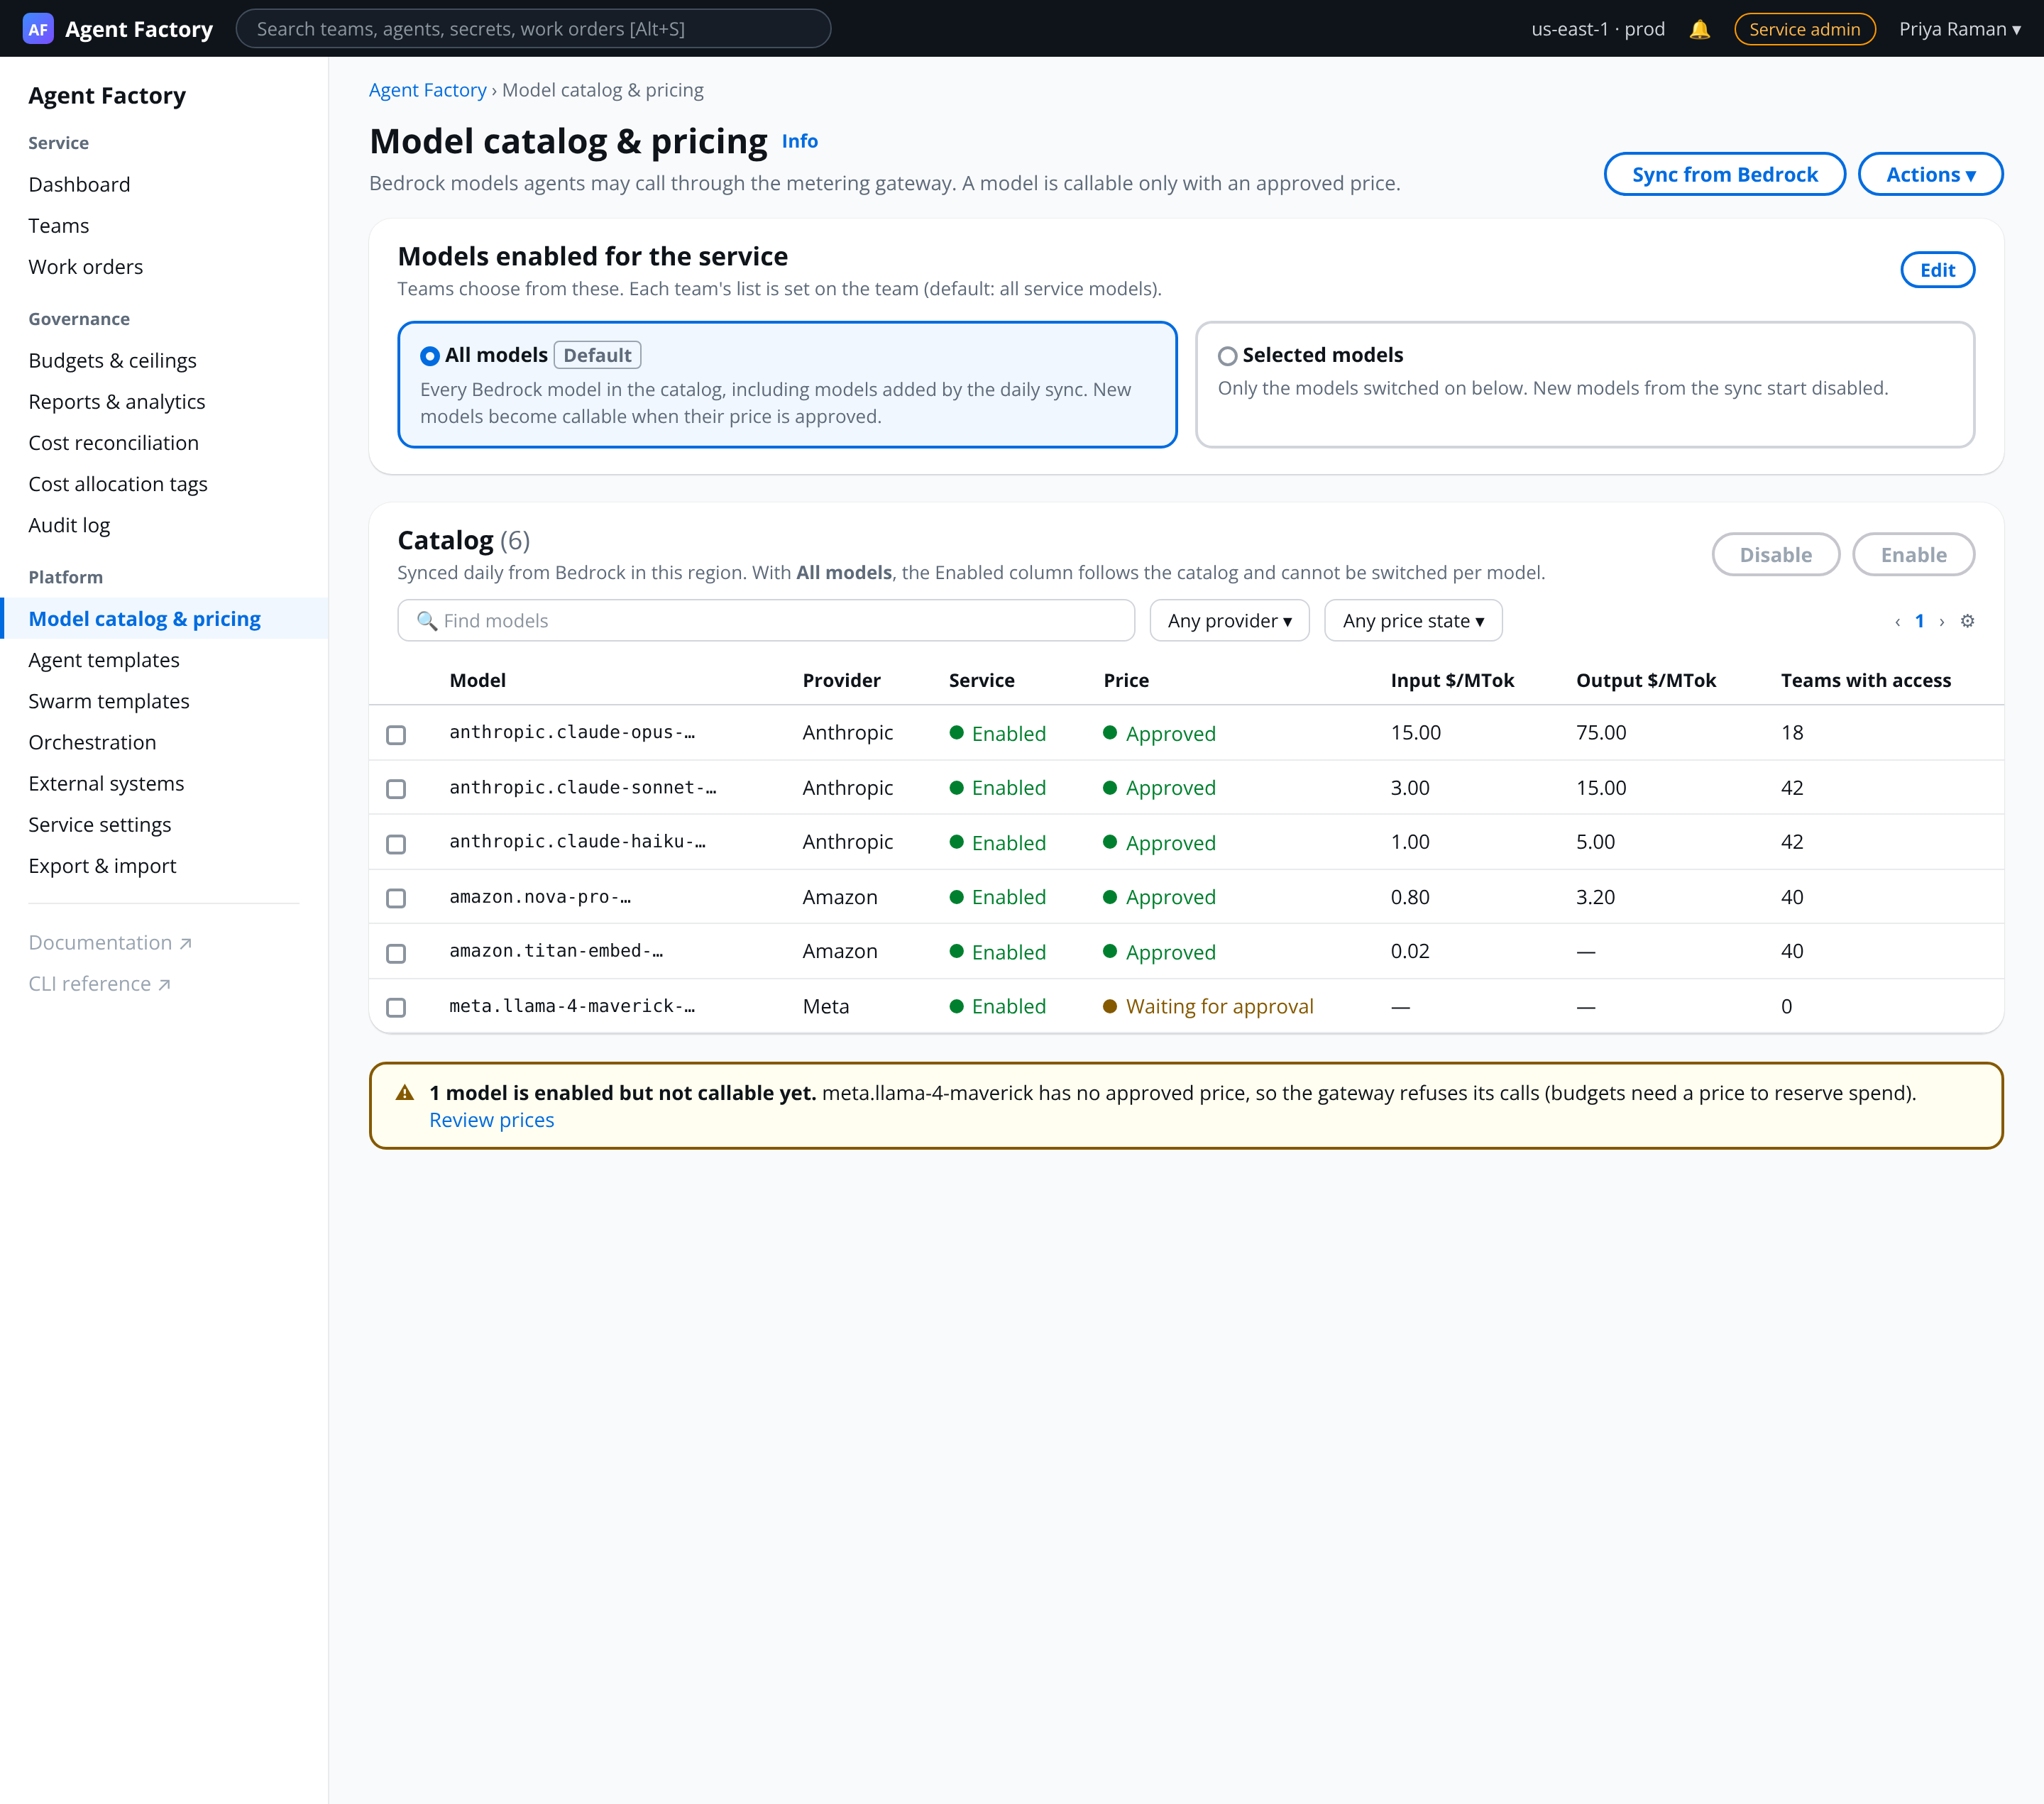 AF Agent Factory Search teams, agents, secrets, work orders [Alt+S] us-east-1 · prod 🔔 Service admin Priya Raman ▾
Agent Factory
Service
Dashboard
Teams
Work orders
Governance
Budgets & ceilings
Reports & analytics
Cost reconciliation
Cost allocation tags
Audit log
Platform
Model catalog & pricing
Agent templates
Swarm templates
Orchestration
External systems
Service settings
Export & import
Documentation ↗
CLI reference ↗
Agent Factory › Model catalog & pricing
Model catalog & pricing Info
Bedrock models agents may call through the metering gateway. A model is callable only with an approved price.
Sync from Bedrock Actions ▾
Models enabled for the service
Teams choose from these. Each team's list is set on the team (default: all service models).
Edit
All models Default
Every Bedrock model in the catalog, including models added by the daily sync. New
models become callable when their price is approved.
Selected models
Only the models switched on below. New models from the sync start disabled.
Catalog (6)
Synced daily from Bedrock in this region. With All models, the Enabled column follows the catalog and cannot be switched per model.
Disable Enable
🔍 Find models Any provider ▾ Any price state ▾ ‹ 1 › ⚙
Model Provider Service Price Input $/MTok Output $/MTok Teams with access
anthropic.claude-opus-… Anthropic Enabled Approved 15.00 75.00 18
anthropic.claude-sonnet-… Anthropic Enabled Approved 3.00 15.00 42
anthropic.claude-haiku-… Anthropic Enabled Approved 1.00 5.00 42
amazon.nova-pro-… Amazon Enabled Approved 0.80 3.20 40
amazon.titan-embed-… Amazon Enabled Approved 0.02 — 40
meta.llama-4-maverick-… Meta Enabled Waiting for approval — — 0
⚠ 1 model is enabled but not callable yet. meta.llama-4-maverick has no approved price, so the gateway refuses its calls (budgets need a price to reserve spend).
Review prices